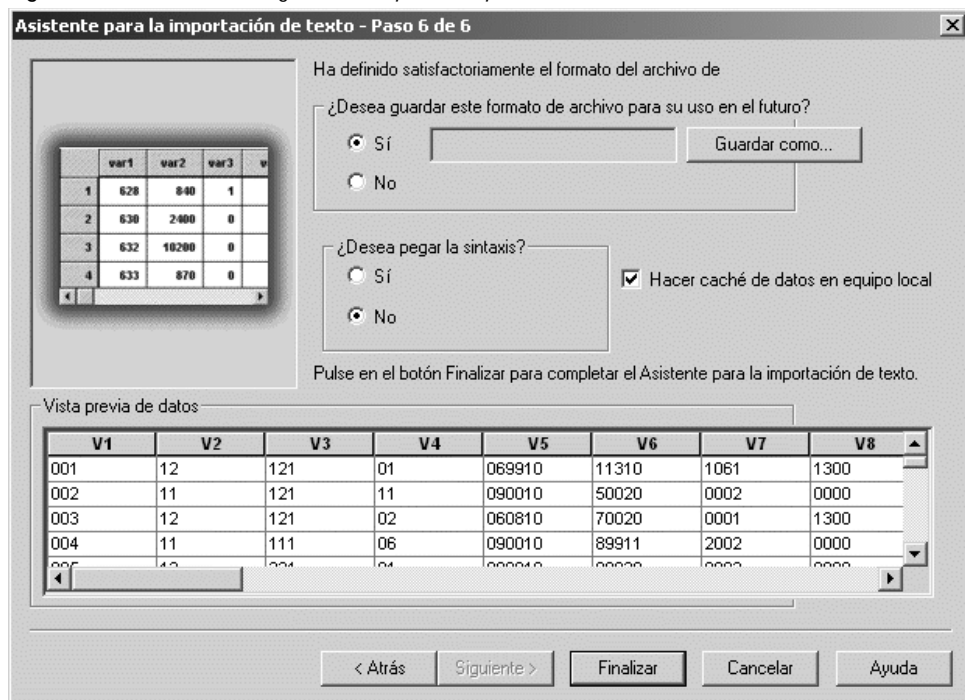 Asistente para la importación de texto - Paso 6 de 6
Ha definido satisfactoriamente el formato del archivo de
¿Desea guardar este formato de archivo para su uso en el futuro?
Sí
Guardar como...
No
var1 var2 var3
1 628 840 1
2 630 2400 0
3 632 10200 0
4 633 870 0
¿Desea pegar la sintaxis?
Sí
Hacer caché de datos en equipo local
No
Pulse en el botón Finalizar para completar el Asistente para la importación de texto.
Vista previa de datos
V1 V2 V3 V4 V5 V6 V7 V8
001 12 121 01 069910 11310 1061 1300
002 11 121 11 090010 50020 0002 0000
003 12 121 02 060810 70020 0001 1300
004 11 111 06 090010 89911 2002 0000
< Atrás Siguiente > Finalizar Cancelar Ayuda